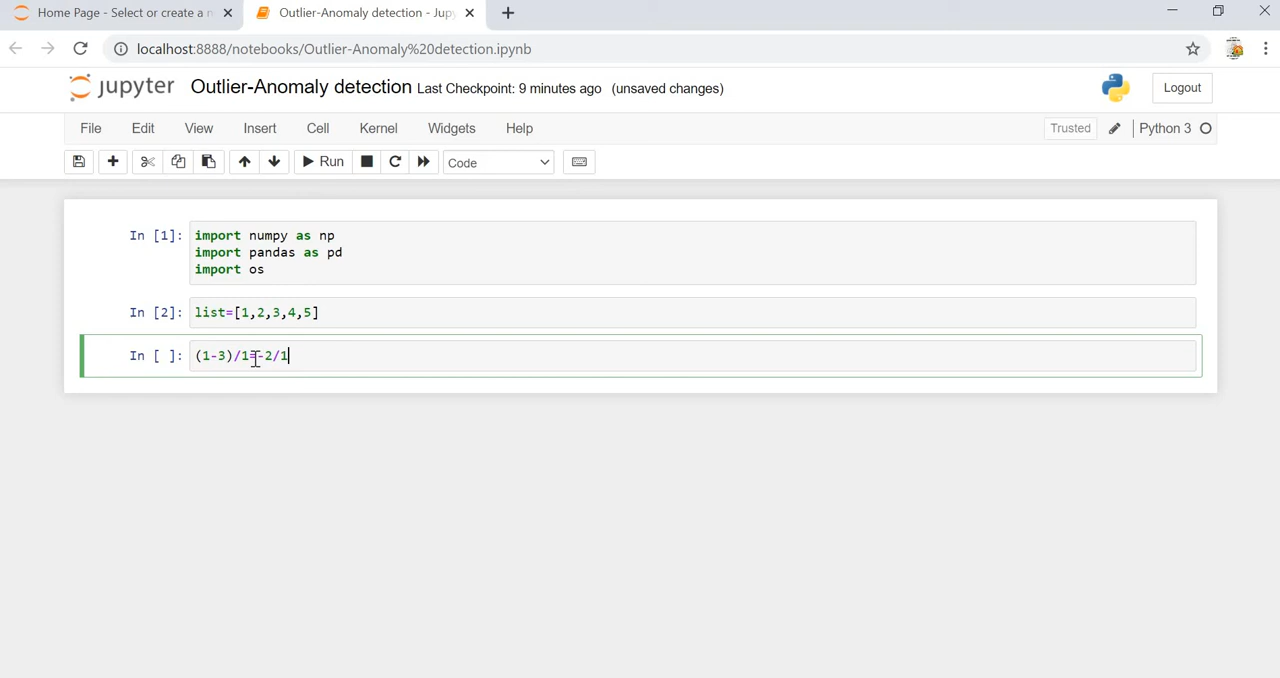 Home Page - Select or create a n
Outlier-Anomaly detection - Jup
localhost:8888/notebooks/Outlier-Anomaly%20detection.ipynb
jupyter Outlier-Anomaly detection Last Checkpoint: 9 minutes ago (unsaved changes)
Logout
File Edit View Insert Cell Kernel Widgets Help
Trusted Python 3
Run Code
In [1]: import numpy as np
import pandas as pd
import os
In [2]: list=[1,2,3,4,5]
In [ ]: (1-3)/1=-2/1